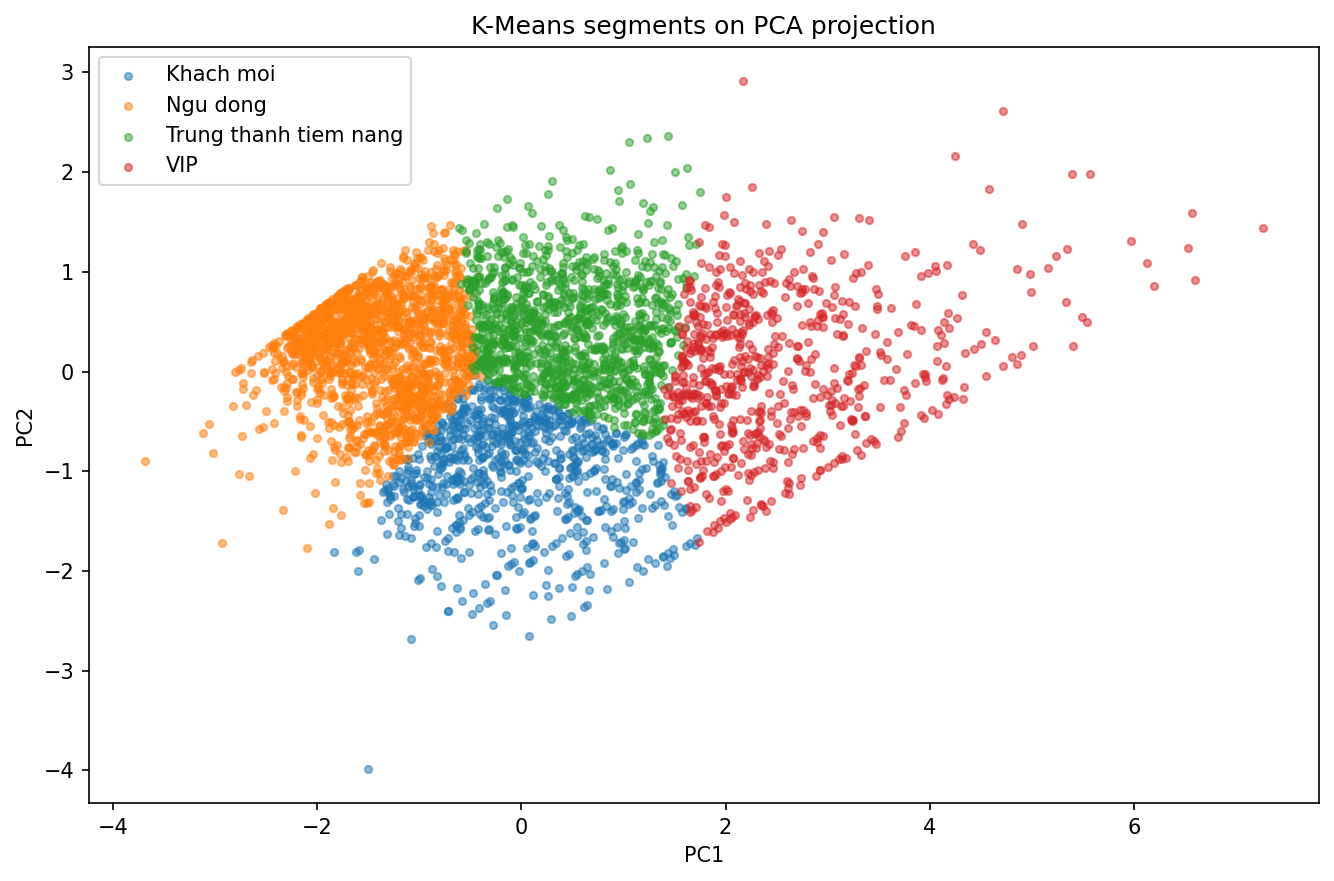 K-Means segments on PCA projection
Khach moi
Ngu dong
Trung thanh tiem nang
VIP
3
2
1
0
−1
−2
−3
−4
PC2
−4
−2
0
2
4
6
PC1